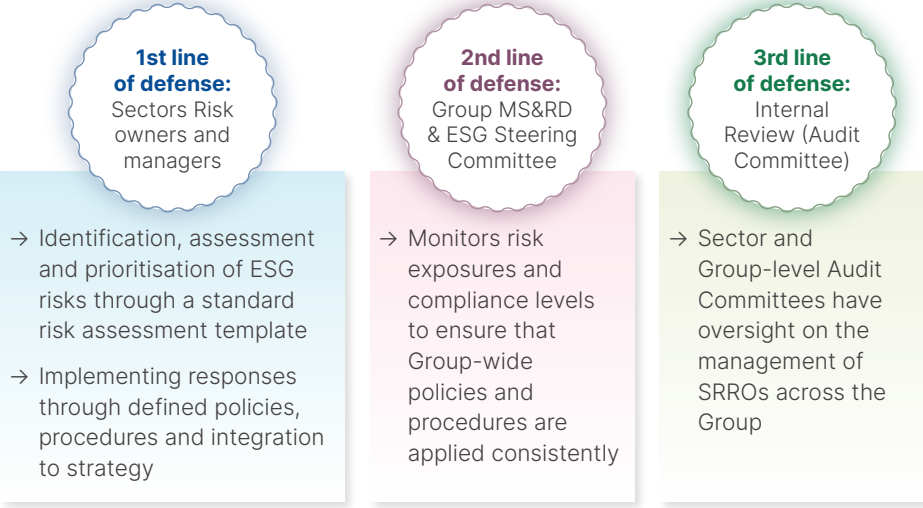 1st line
of defense:
Sectors Risk
owners and
managers
→ Identification, assessment
and prioritisation of ESG
risks through a standard
risk assessment template
→ Implementing responses
through defined policies,
procedures and integration
to strategy
2nd line
of defense:
Group MS&RD
& ESG Steering
Committee
→ Monitors risk
exposures and
compliance levels
to ensure that
Group-wide
policies and
procedures are
applied consistently
3rd line
of defense:
Internal
Review (Audit
Committee)
→ Sector and
Group-level Audit
Committees have
oversight on the
management of
SRROs across the
Group